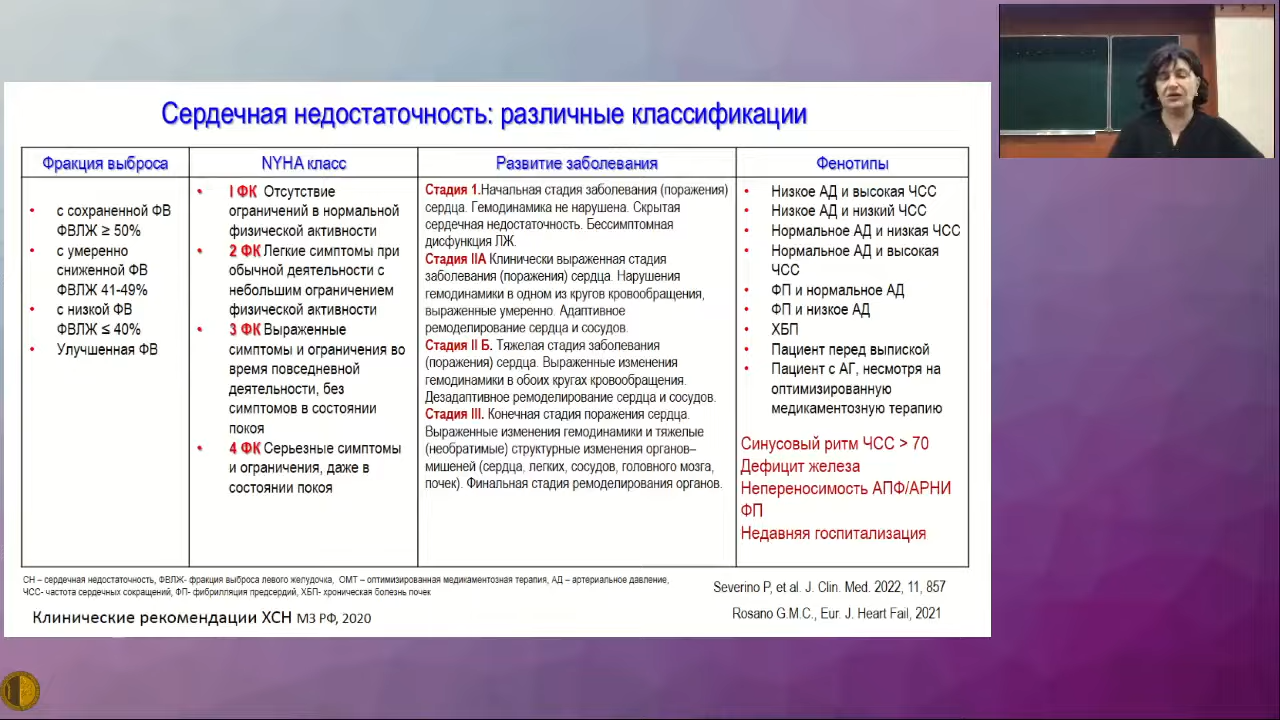 Сердечная недостаточность: различные классификации
Фракция выброса
• с сохраненной ФВ
ФВЛЖ ≥ 50%
• с умеренно
сниженной ФВ
ФВЛЖ 41-49%
• с низкой ФВ
ФВЛЖ ≤ 40%
• Улучшенная ФВ
NYHA класс
• I ФК Отсутствие
ограничений в нормальной
физической активности
• 2 ФК Легкие симптомы при
обычной деятельности с
небольшим ограничением
физической активности
• 3 ФК Выраженные
симптомы и ограничения во
время повседневной
деятельности, без
симптомов в состоянии
покоя
• 4 ФК Серьезные симптомы
и ограничения, даже в
состоянии покоя
Развитие заболевания
Стадия 1.Начальная стадия заболевания (поражения)
сердца. Гемодинамика не нарушена. Скрытая
сердечная недостаточность. Бессимптомная
дисфункция ЛЖ.
Стадия IIА Клинически выраженная стадия
заболевания (поражения) сердца. Нарушения
гемодинамики в одном из кругов кровообращения,
выраженные умеренно. Адаптивное
ремоделирование сердца и сосудов.
Стадия II Б. Тяжелая стадия заболевания
(поражения) сердца. Выраженные изменения
гемодинамики в обоих кругах кровообращения.
Дезадаптивное ремоделирование сердца и сосудов.
Стадия III. Конечная стадия поражения сердца.
Выраженные изменения гемодинамики и тяжелые
(необратимые) структурные изменения органов–
мишеней (сердца, легких, сосудов, головного мозга,
почек). Финальная стадия ремоделирования органов.
Фенотипы
• Низкое АД и высокая ЧСС
• Низкое АД и низкий ЧСС
• Нормальное АД и низкая ЧСС
• Нормальное АД и высокая
ЧСС
• ФП и нормальное АД
• ФП и низкое АД
• ХБП
• Пациент перед выпиской
• Пациент с АГ, несмотря на
оптимизированную
медикаментозную терапию
Синусовый ритм ЧСС > 70
Дефицит железа
Непереносимость АПФ/АРНИ
ФП
Недавняя госпитализация
СН – сердечная недостаточность, ФВЛЖ- фракция выброса левого желудочка, ОМТ – оптимизированная медикаментозная терапия, АД – артериальное давление,
ЧСС- частота сердечных сокращений, ФП- фибрилляция предсердий, ХБП- хроническая болезнь почек
Клинические рекомендации ХСН МЗ РФ, 2020
Severino P, et al. J. Clin. Med. 2022, 11, 857
Rosano G.M.C., Eur. J. Heart Fail, 2021